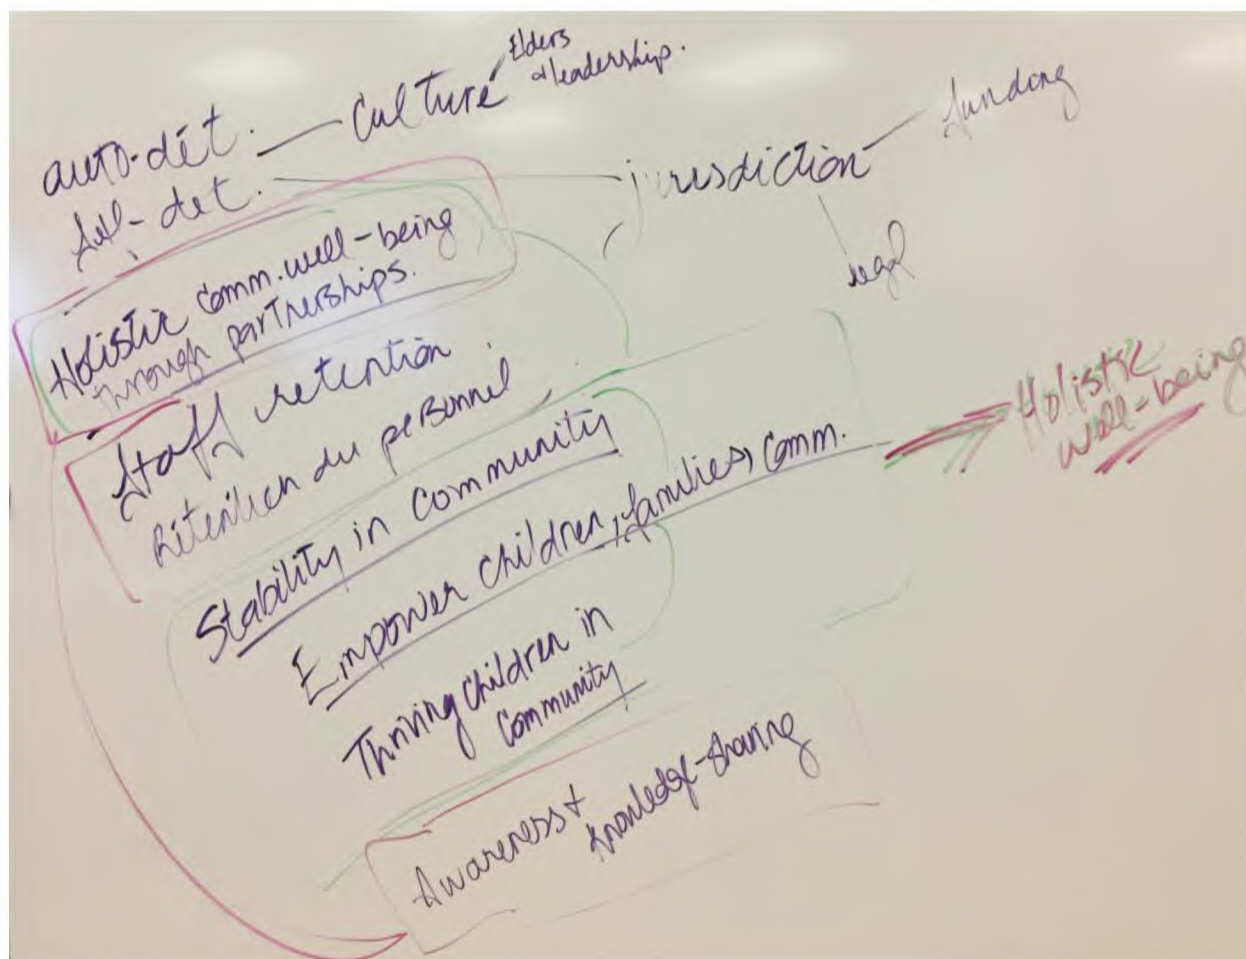 Elders
& leadership.
auto-dét. — Culture
self-det. — jurisdiction — funding
legal
Holistic comm. well-being
through partnerships.
Staff retention
Rétention du personnel
Stability in community
Empower children, families, comm.
Holistic
well-being
Thriving children in
community
Awareness +
knowledge-sharing